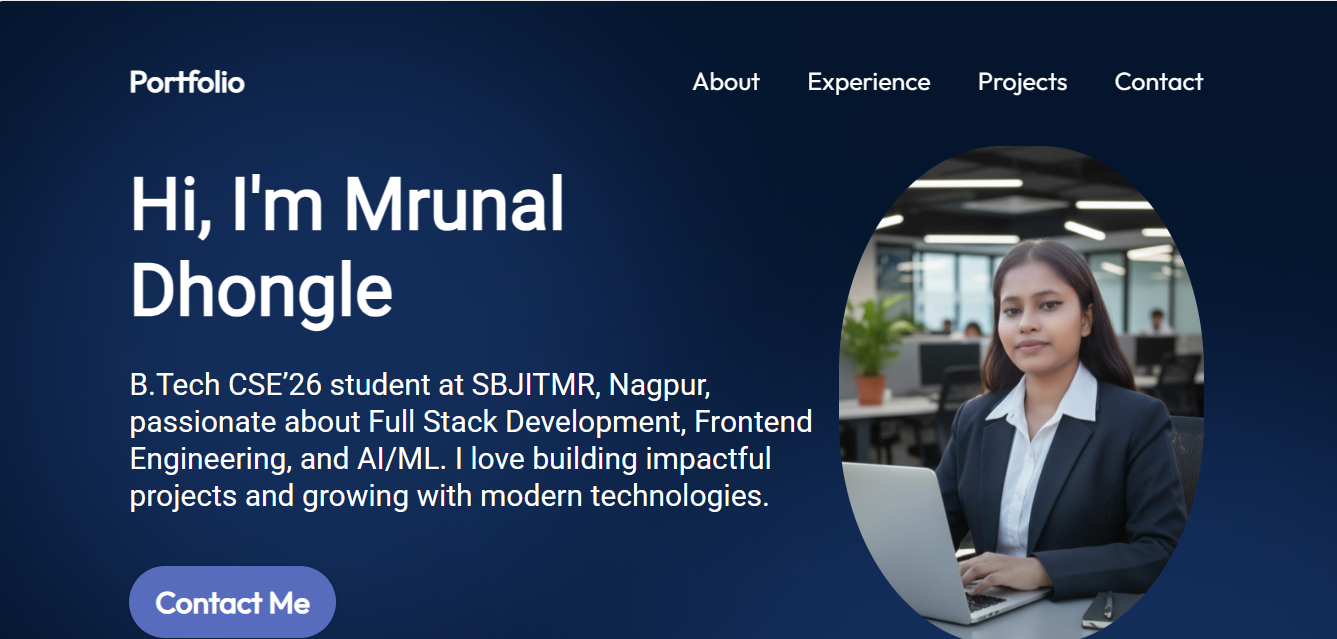 Portfolio
About Experience Projects Contact
Hi, I'm Mrunal
Dhongle
B.Tech CSE’26 student at SBJITMR, Nagpur,
passionate about Full Stack Development, Frontend
Engineering, and AI/ML. I love building impactful
projects and growing with modern technologies.
Contact Me